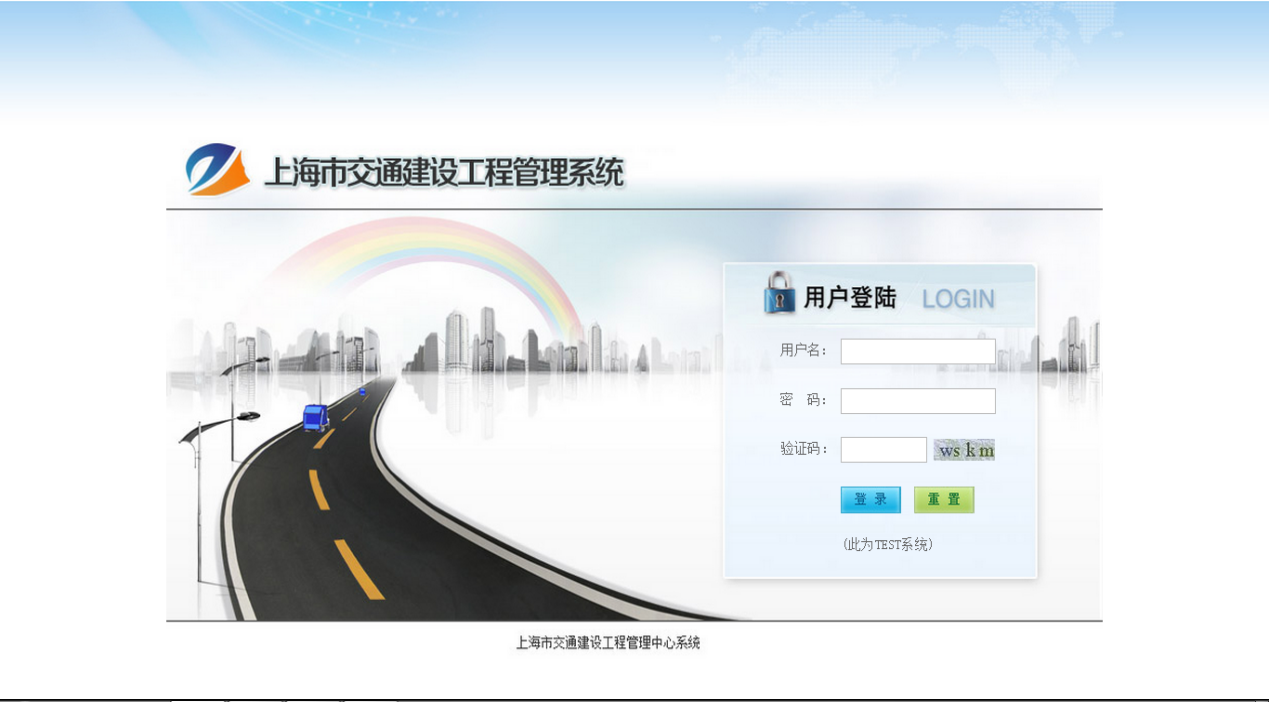 上海市交通建设工程管理系统
用户登陆 LOGIN
用户名：
密 码：
验证码： ws k m
登 录 重 置
(此为TEST系统)
上海市交通建设工程管理中心系统